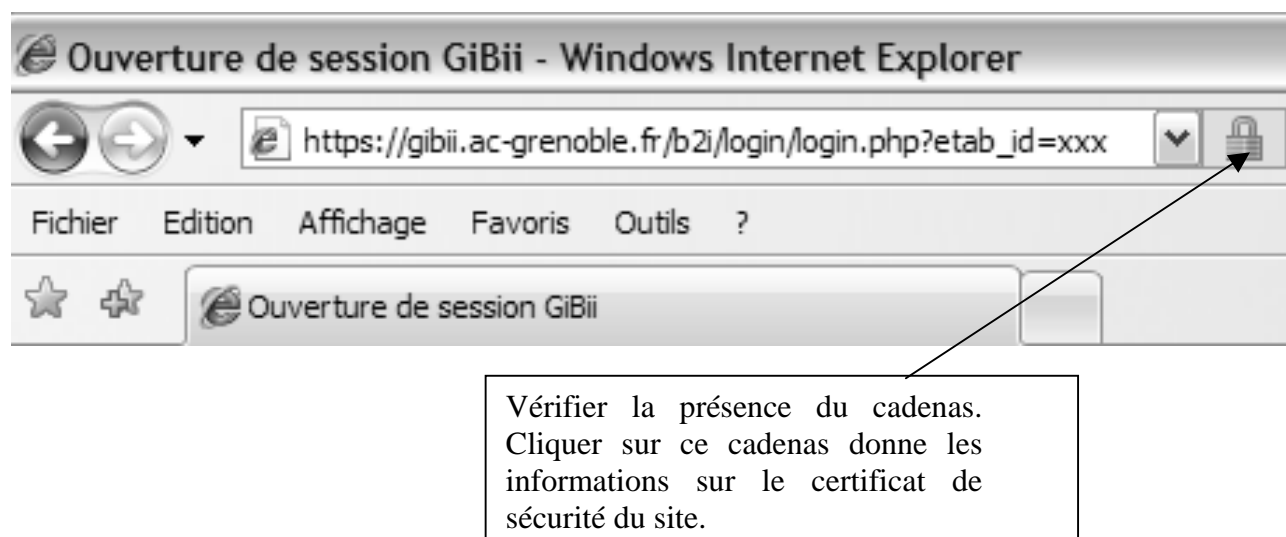 Ouverture de session GiBii - Windows Internet Explorer
https://gibii.ac-grenoble.fr/b2i/login/login.php?etab_id=xxx
Fichier Edition Affichage Favoris Outils ?
Ouverture de session GiBii
Vérifier la présence du cadenas.
Cliquer sur ce cadenas donne les
informations sur le certificat de
sécurité du site.